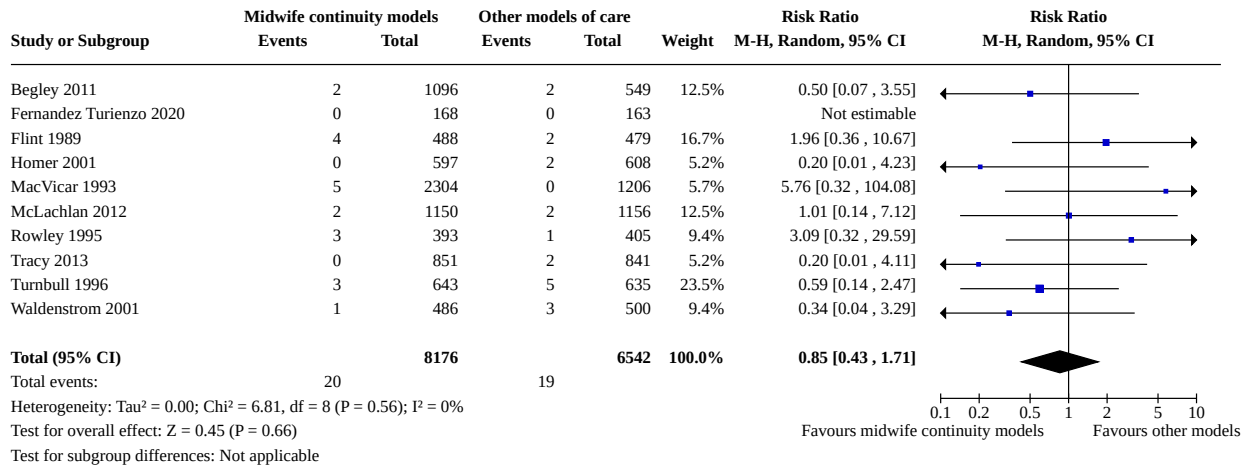 Midwife continuity models Other models of care Risk Ratio Risk Ratio
Study or Subgroup Events Total Events Total Weight M-H, Random, 95% CI M-H, Random, 95% CI
Begley 2011 2 1096 2 549 12.5% 0.50 [0.07 , 3.55]
Fernandez Turienzo 2020 0 168 0 163 Not estimable
Flint 1989 4 488 2 479 16.7% 1.96 [0.36 , 10.67]
Homer 2001 0 597 2 608 5.2% 0.20 [0.01 , 4.23]
MacVicar 1993 5 2304 0 1206 5.7% 5.76 [0.32 , 104.08]
McLachlan 2012 2 1150 2 1156 12.5% 1.01 [0.14 , 7.12]
Rowley 1995 3 393 1 405 9.4% 3.09 [0.32 , 29.59]
Tracy 2013 0 851 2 841 5.2% 0.20 [0.01 , 4.11]
Turnbull 1996 3 643 5 635 23.5% 0.59 [0.14 , 2.47]
Waldenstrom 2001 1 486 3 500 9.4% 0.34 [0.04 , 3.29]
Total (95% CI) 8176 6542 100.0% 0.85 [0.43 , 1.71]
Total events: 20 19
Heterogeneity: Tau² = 0.00; Chi² = 6.81, df = 8 (P = 0.56); I² = 0%
0.1 0.2 0.5 1 2 5 10
Test for overall effect: Z = 0.45 (P = 0.66) Favours midwife continuity models Favours other models
Test for subgroup differences: Not applicable